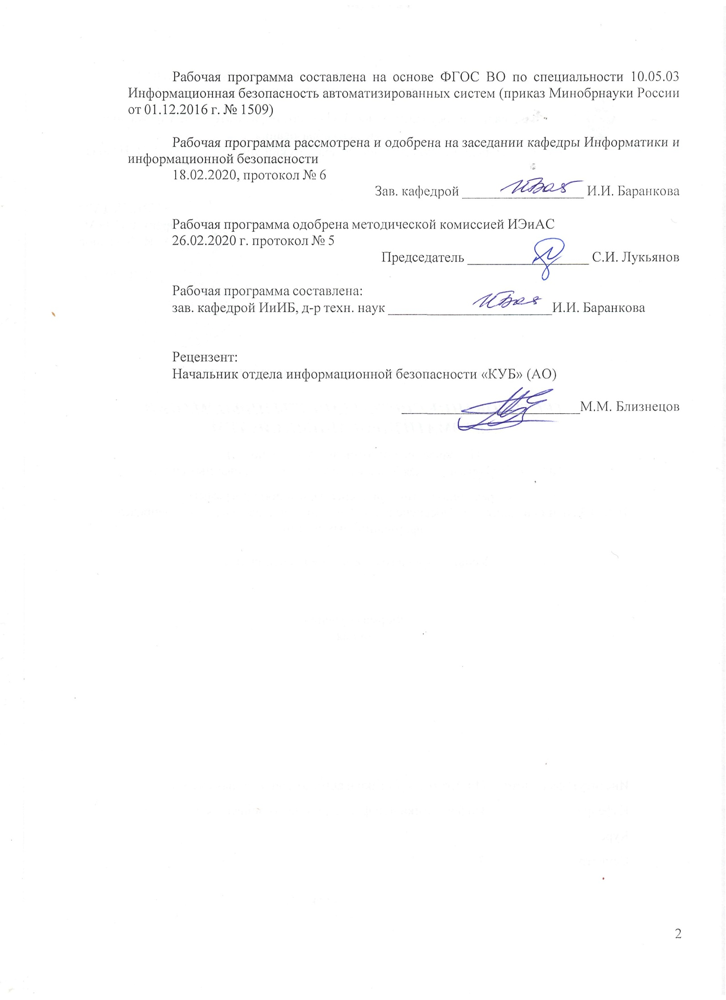 Рабочая программа составлена на основе ФГОС ВО по специальности 10.05.03
Информационная безопасность автоматизированных систем (приказ Минобрнауки России
от 01.12.2016 г. № 1509)
Рабочая программа рассмотрена и одобрена на заседании кафедры Информатики и
информационной безопасности
18.02.2020, протокол № 6
Зав. кафедрой ___________________ И.И. Баранкова
Рабочая программа одобрена методической комиссией ИЭиАС
26.02.2020 г. протокол № 5
Председатель ___________________ С.И. Лукьянов
Рабочая программа составлена:
зав. кафедрой ИиИБ, д-р техн. наук _________________________И.И. Баранкова
Рецензент:
Начальник отдела информационной безопасности «КУБ» (АО)
____________________________М.М. Близнецов
2